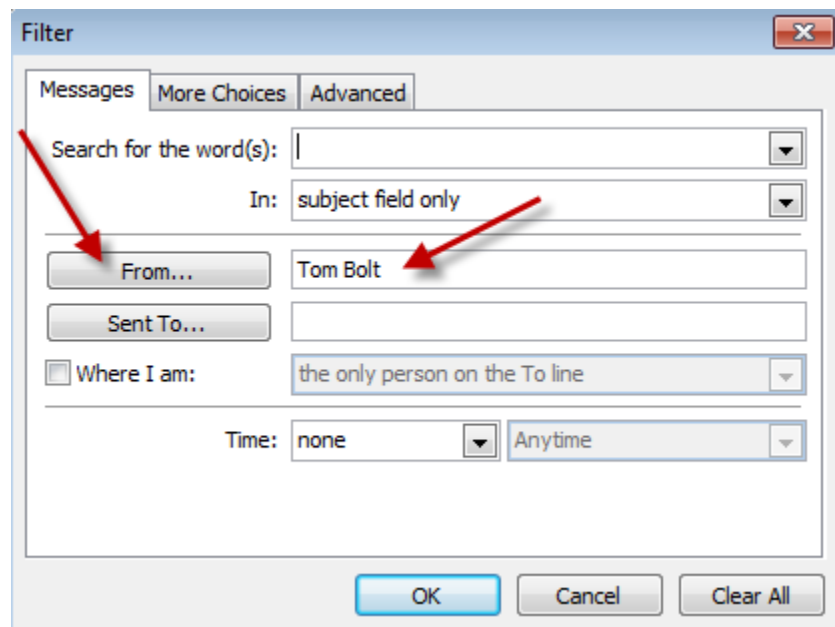 Filter
Messages More Choices Advanced
Search for the word(s):
In: subject field only
From... Tom Bolt
Sent To...
Where I am: the only person on the To line
Time: none Anytime
OK Cancel Clear All